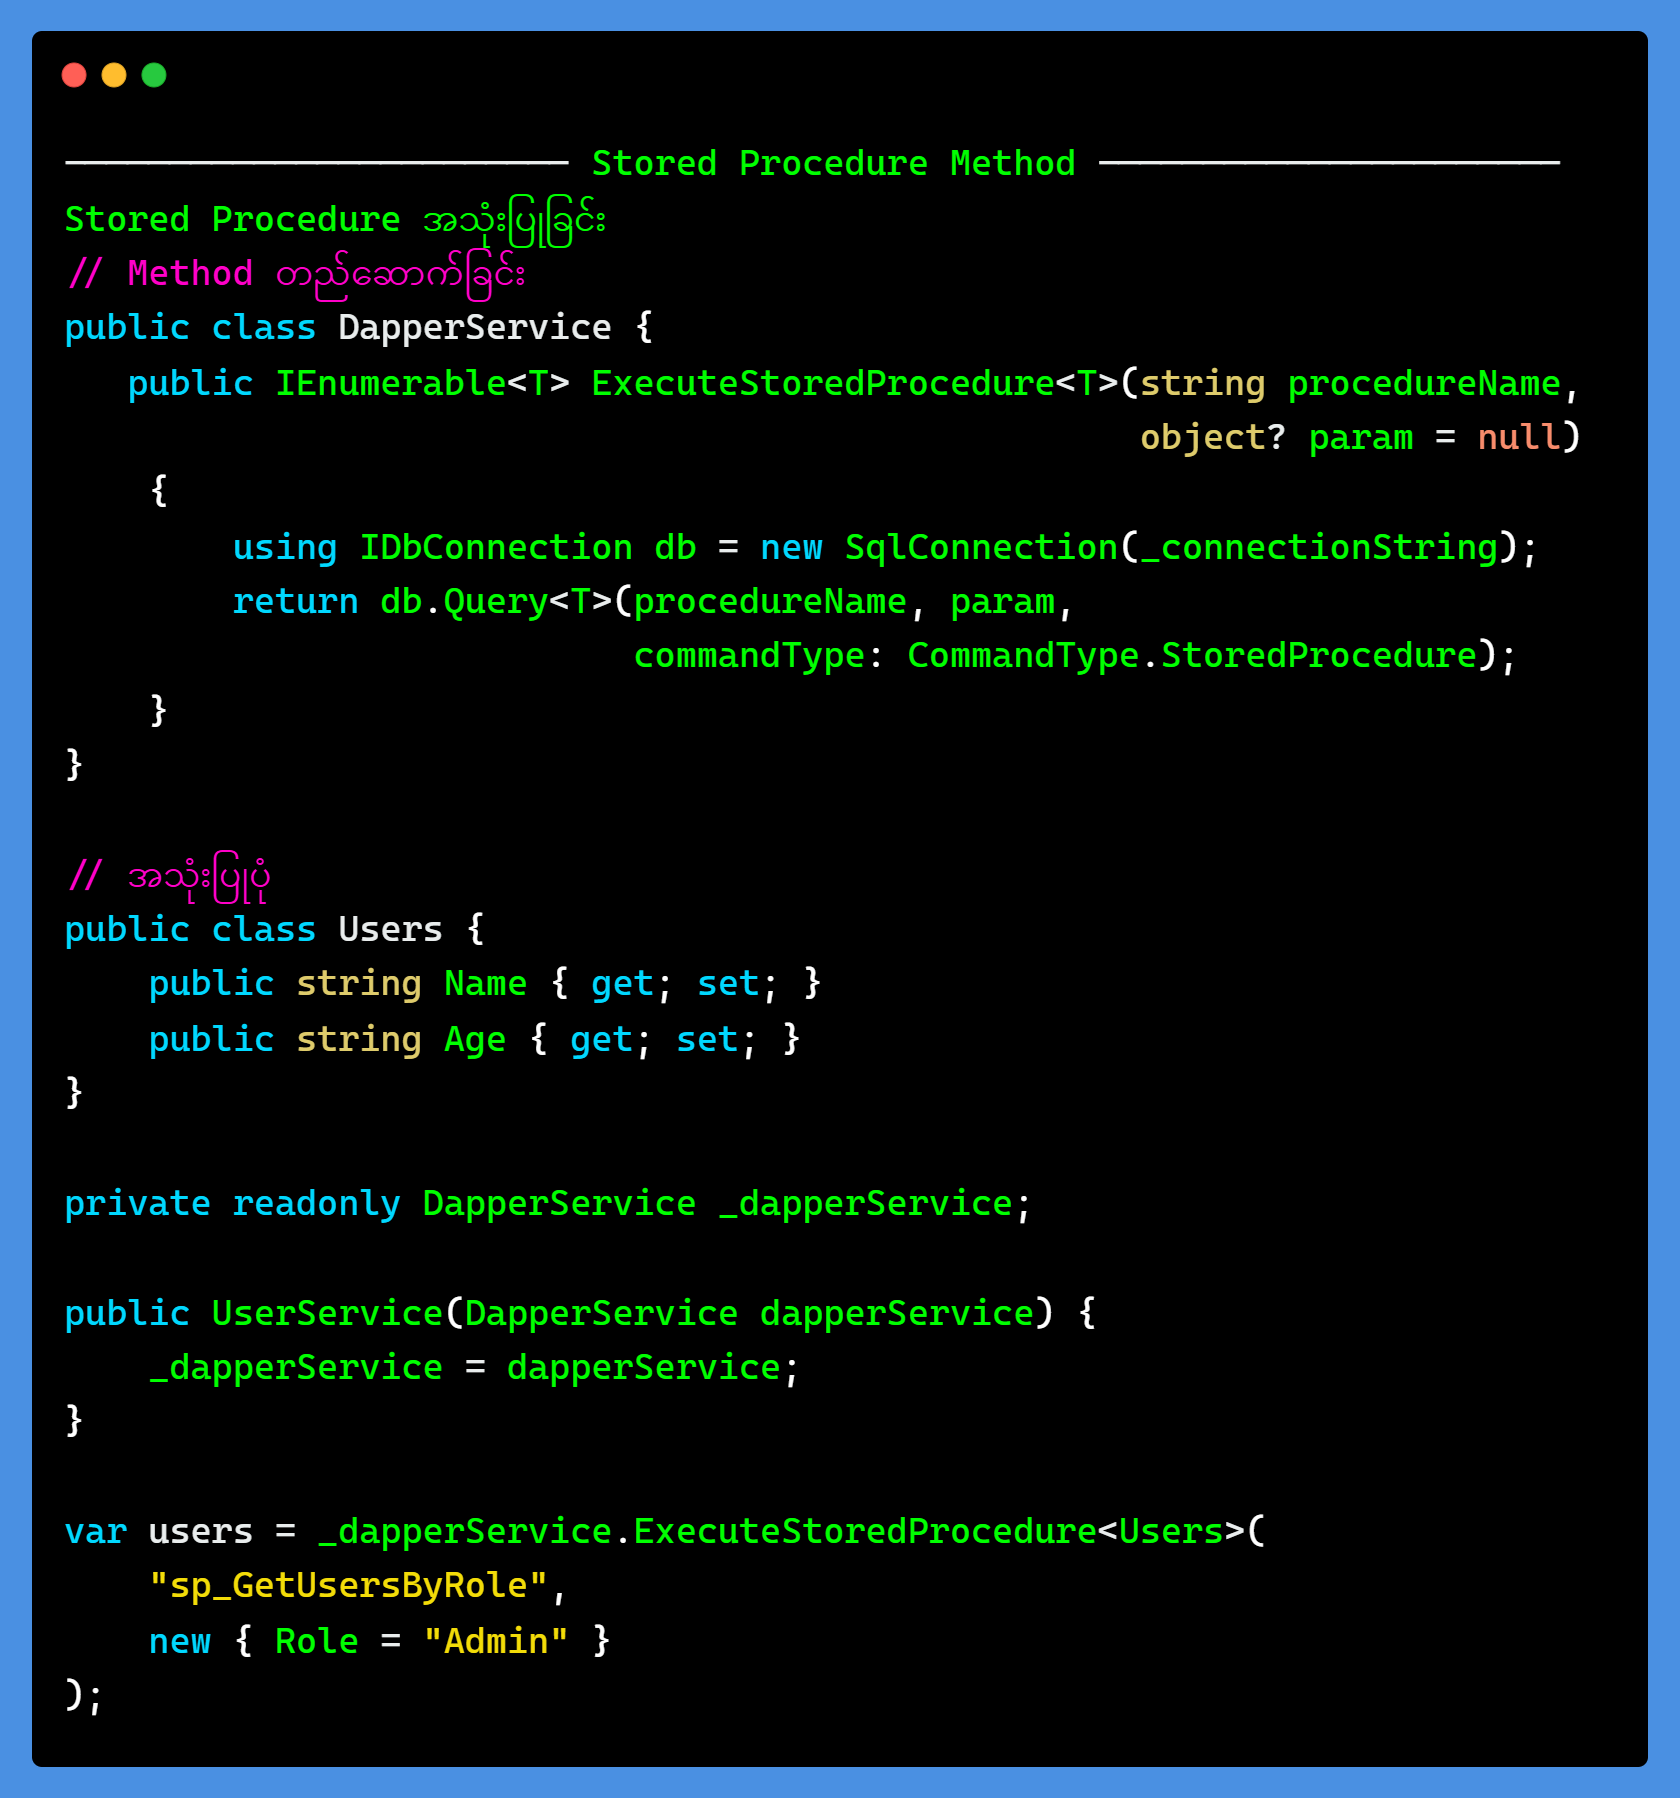 ─────────────────────── Stored Procedure Method ─────────────────────
Stored Procedure အသုံးပြုခြင်း
// Method တည်ဆောက်ခြင်း
public class DapperService {
   public IEnumerable<T> ExecuteStoredProcedure<T>(string procedureName,
                                                   object? param = null)
    {
        using IDbConnection db = new SqlConnection(_connectionString);
        return db.Query<T>(procedureName, param,
                           commandType: CommandType.StoredProcedure);
    }
}
// အသုံးပြုပုံ
public class Users {
    public string Name { get; set; }
    public string Age { get; set; }
}
private readonly DapperService _dapperService;
public UserService(DapperService dapperService) {
    _dapperService = dapperService;
}
var users = _dapperService.ExecuteStoredProcedure<Users>(
    "sp_GetUsersByRole",
    new { Role = "Admin" }
);